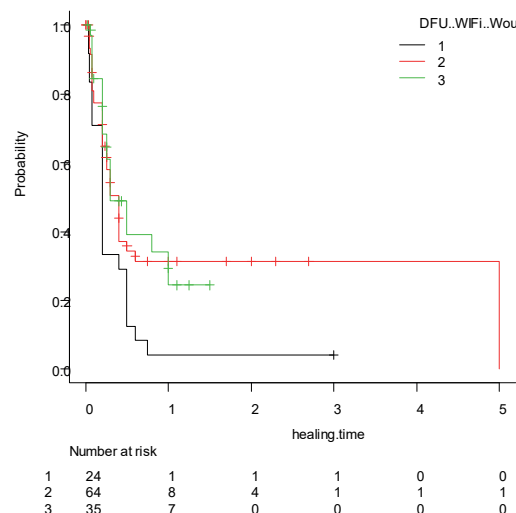 DFU..WIFi..Wou
1
2
3
Probability
1.0
0.8
0.6
0.4
0.2
0.0
0 1 2 3 4 5
healing.time
Number at risk
1 24 1 1 1 0 0
2 64 8 4 1 1 1
3 35 7 0 0 0 0